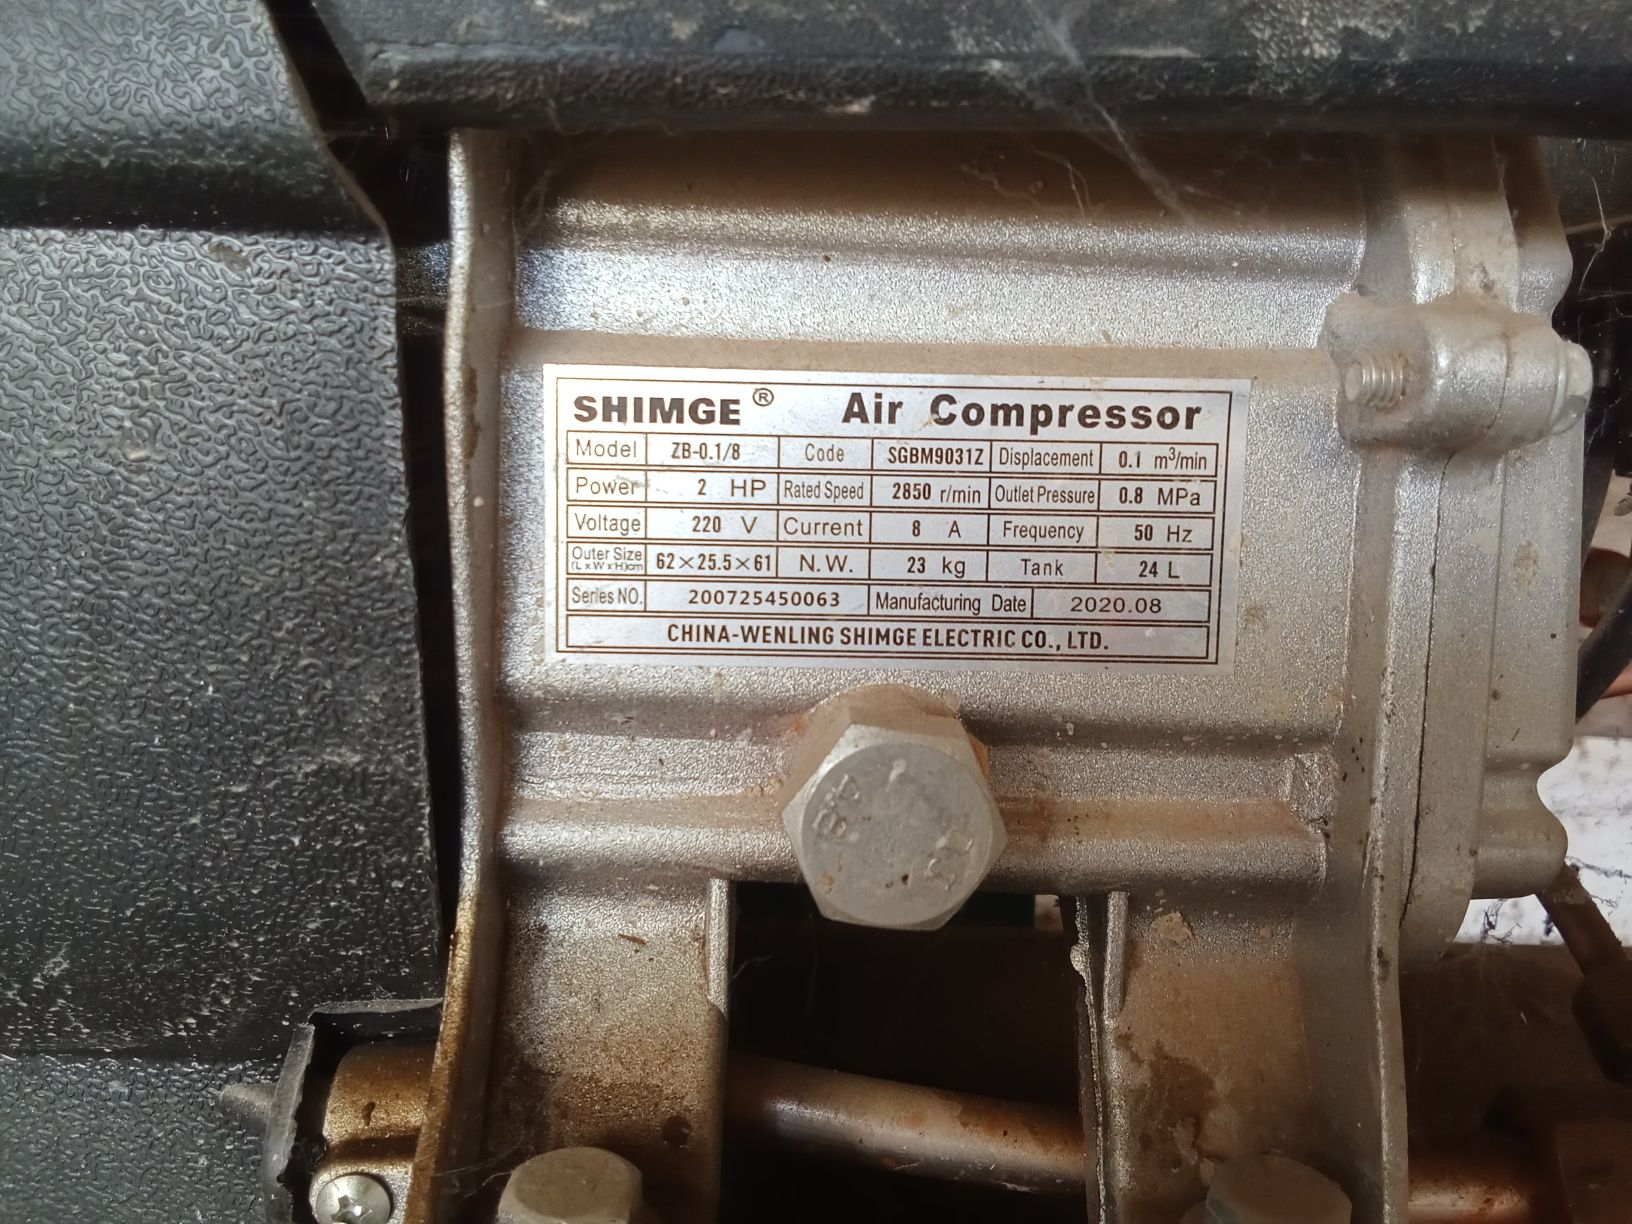 SHIMGE ® Air Compressor
Model ZB-0.1/8 Code SGBM9031Z Displacement 0.1 m³/min
Power 2 HP Rated Speed 2850 r/min Outlet Pressure 0.8 MPa
Voltage 220 V Current 8 A Frequency 50 Hz
Outer Size (L×W×H)cm 62×25.5×61 N.W. 23 kg Tank 24 L
Series NO. 200725450063 Manufacturing Date 2020.08
CHINA-WENLING SHIMGE ELECTRIC CO., LTD.
8.8